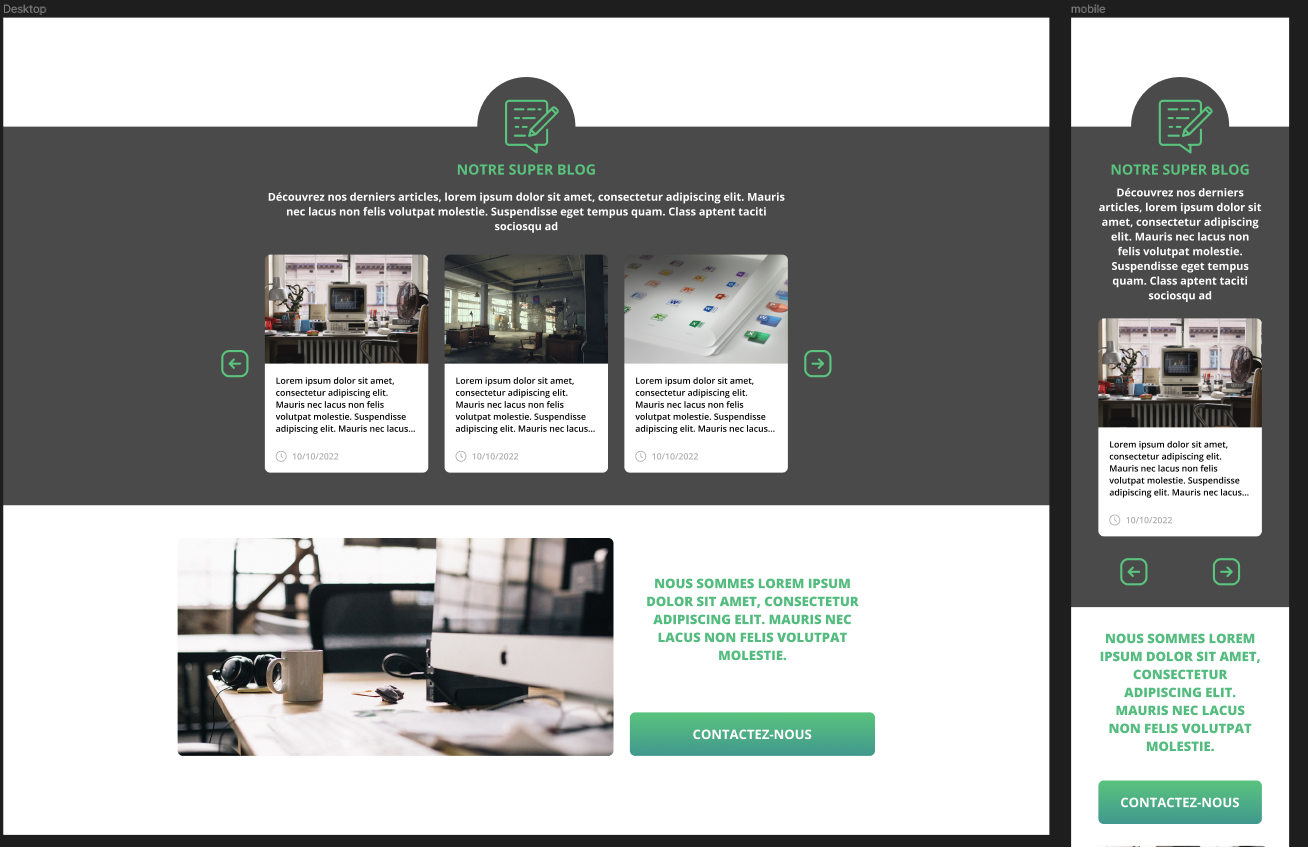 Desktop
NOTRE SUPER BLOG
Découvrez nos derniers articles, lorem ipsum dolor sit amet, consectetur adipiscing elit. Mauris
nec lacus non felis volutpat molestie. Suspendisse eget tempus quam. Class aptent taciti
sociosqu ad
Lorem ipsum dolor sit amet,
consectetur adipiscing elit.
Mauris nec lacus non felis
volutpat molestie. Suspendisse
adipiscing elit. Mauris nec lacus...
10/10/2022
Lorem ipsum dolor sit amet,
consectetur adipiscing elit.
Mauris nec lacus non felis
volutpat molestie. Suspendisse
adipiscing elit. Mauris nec lacus...
10/10/2022
Lorem ipsum dolor sit amet,
consectetur adipiscing elit.
Mauris nec lacus non felis
volutpat molestie. Suspendisse
adipiscing elit. Mauris nec lacus...
10/10/2022
NOUS SOMMES LOREM IPSUM
DOLOR SIT AMET, CONSECTETUR
ADIPISCING ELIT. MAURIS NEC
LACUS NON FELIS VOLUTPAT
MOLESTIE.
CONTACTEZ-NOUS
mobile
NOTRE SUPER BLOG
Découvrez nos derniers
articles, lorem ipsum dolor sit
amet, consectetur adipiscing
elit. Mauris nec lacus non
felis volutpat molestie.
Suspendisse eget tempus
quam. Class aptent taciti
sociosqu ad
Lorem ipsum dolor sit amet,
consectetur adipiscing elit.
Mauris nec lacus non felis
volutpat molestie. Suspendisse
adipiscing elit. Mauris nec lacus...
10/10/2022
NOUS SOMMES LOREM
IPSUM DOLOR SIT AMET,
CONSECTETUR
ADIPISCING ELIT.
MAURIS NEC LACUS
NON FELIS VOLUTPAT
MOLESTIE.
CONTACTEZ-NOUS